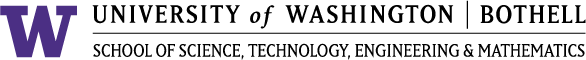 W UNIVERSITY of WASHINGTON | BOTHELL
SCHOOL OF SCIENCE, TECHNOLOGY, ENGINEERING & MATHEMATICS